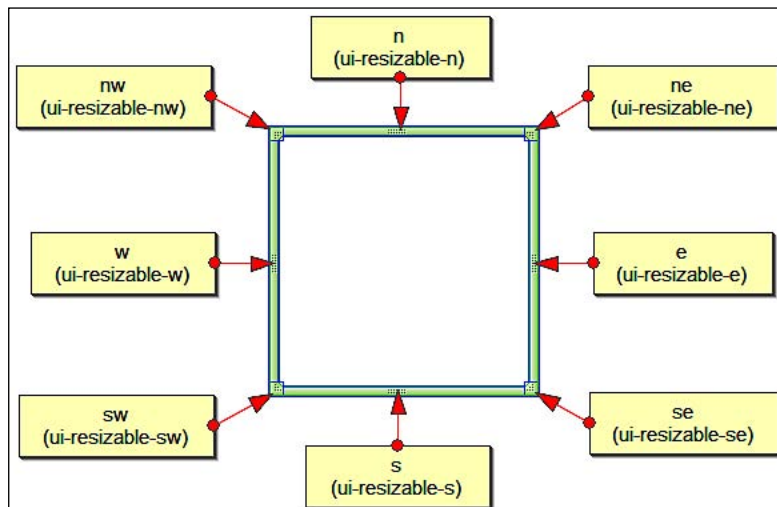 n
(ui-resizable-n)
nw
(ui-resizable-nw)
ne
(ui-resizable-ne)
w
(ui-resizable-w)
e
(ui-resizable-e)
sw
(ui-resizable-sw)
se
(ui-resizable-se)
s
(ui-resizable-s)